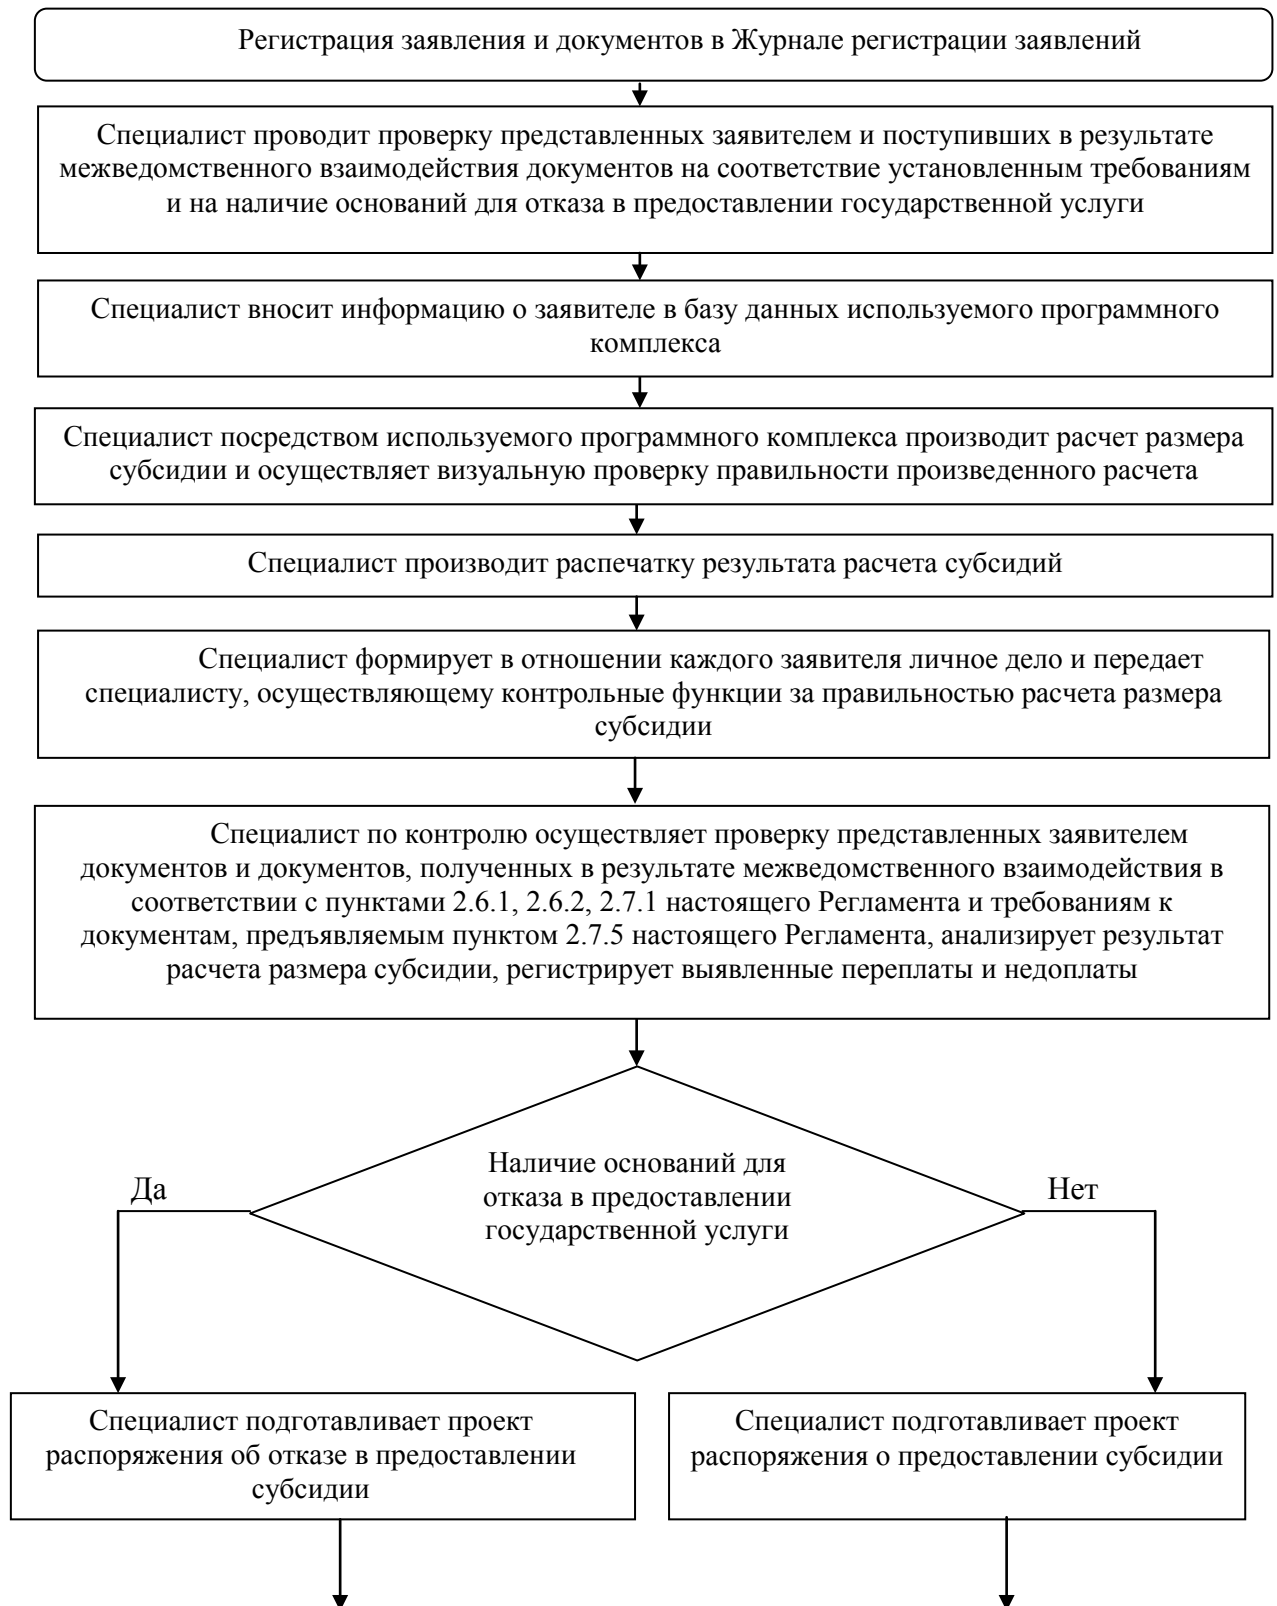 Регистрация заявления и документов в Журнале регистрации заявлений
Специалист проводит проверку представленных заявителем и поступивших в результате
межведомственного взаимодействия документов на соответствие установленным требованиям
и на наличие оснований для отказа в предоставлении государственной услуги
Специалист вносит информацию о заявителе в базу данных используемого программного
комплекса
Специалист посредством используемого программного комплекса производит расчет размера
субсидии и осуществляет визуальную проверку правильности произведенного расчета
Специалист производит распечатку результата расчета субсидий
Специалист формирует в отношении каждого заявителя личное дело и передает
специалисту, осуществляющему контрольные функции за правильностью расчета размера
субсидии
Специалист по контролю осуществляет проверку представленных заявителем
документов и документов, полученных в результате межведомственного взаимодействия в
соответствии с пунктами 2.6.1, 2.6.2, 2.7.1 настоящего Регламента и требованиям к
документам, предъявляемым пунктом 2.7.5 настоящего Регламента, анализирует результат
расчета размера субсидии, регистрирует выявленные переплаты и недоплаты
Наличие оснований для
отказа в предоставлении
государственной услуги
Да
Нет
Специалист подготавливает проект
распоряжения об отказе в предоставлении
субсидии
Специалист подготавливает проект
распоряжения о предоставлении субсидии